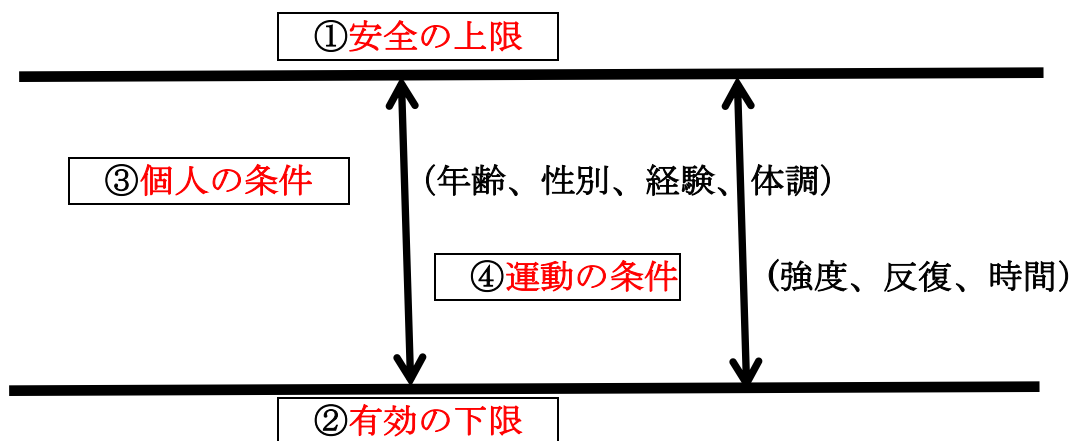 ①安全の上限
③個人の条件
（年齢、性別、経験、体調）
④運動の条件
（強度、反復、時間）
②有効の下限